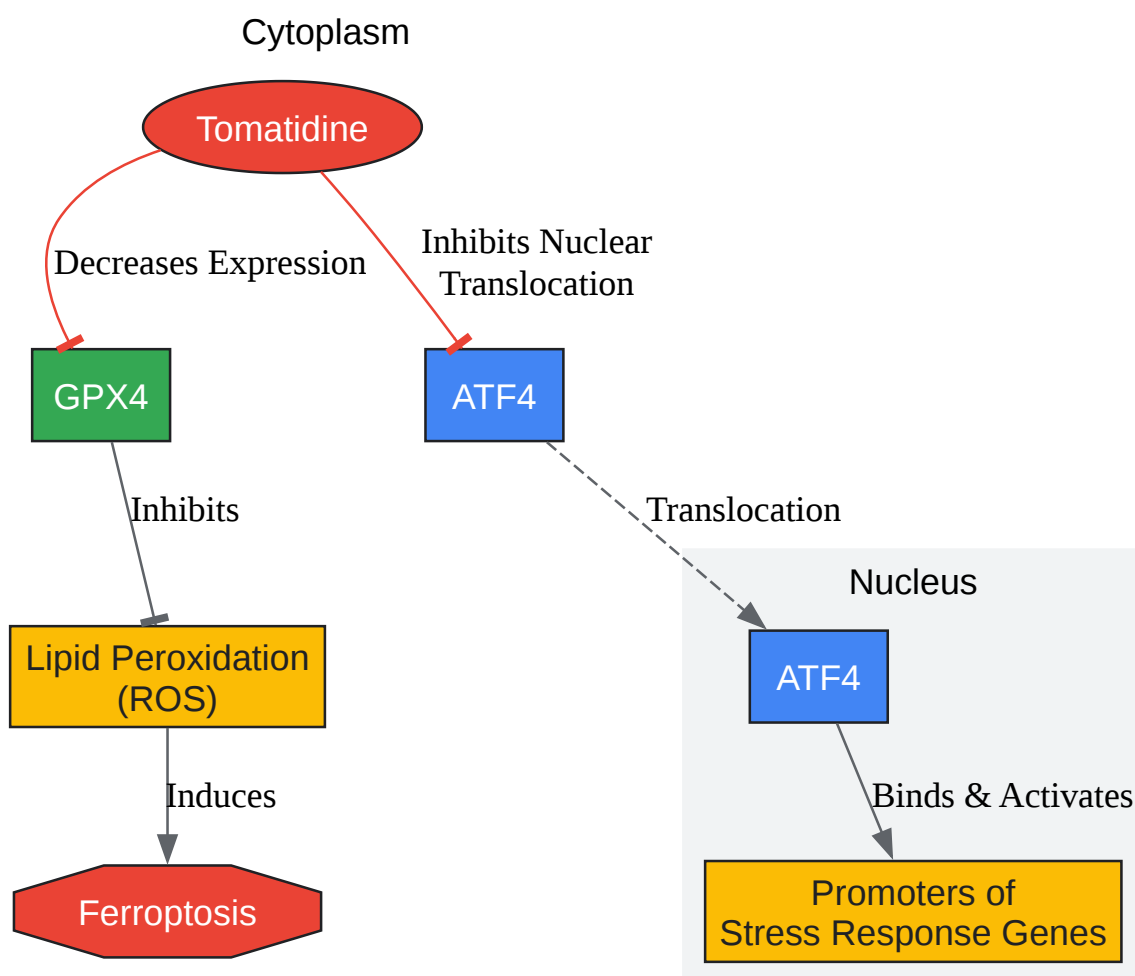 Cytoplasm
Tomatidine
Inhibits Nuclear
Translocation
Decreases Expression
GPX4
ATF4
Inhibits
Translocation
Nucleus
Lipid Peroxidation
(ROS)
ATF4
Induces
Binds & Activates
Ferroptosis
Promoters of
Stress Response Genes